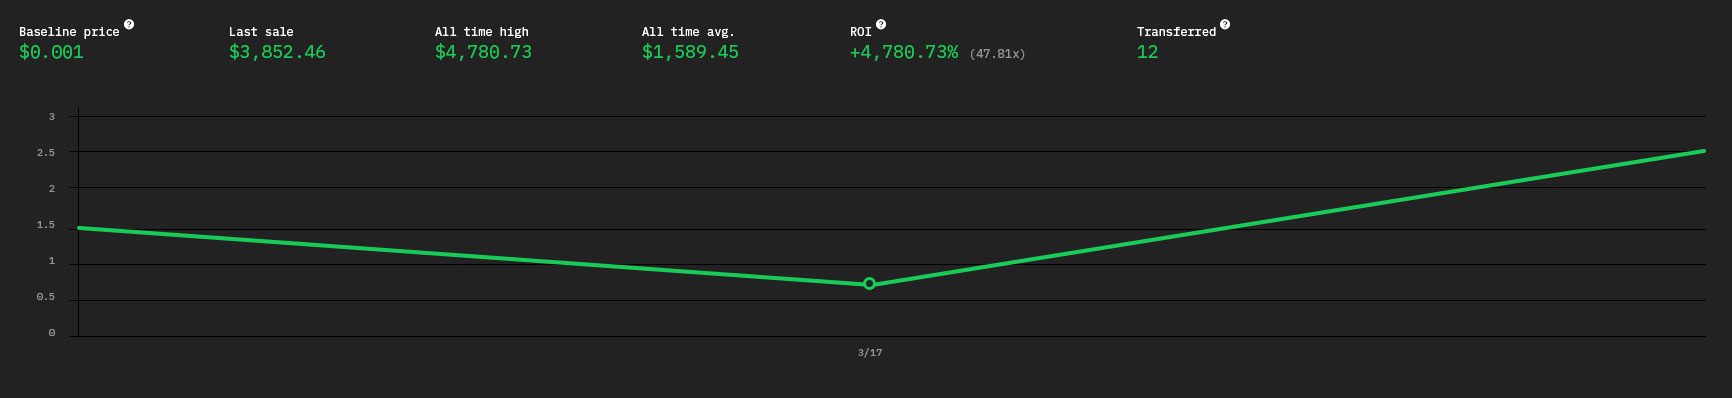 Baseline price ?
$0.001
Last sale
$3,852.46
All time high
$4,780.73
All time avg.
$1,589.45
ROI ?
+4,780.73% (47.81x)
Transferred ?
12
3
2.5
2
1.5
1
0.5
0
3/17